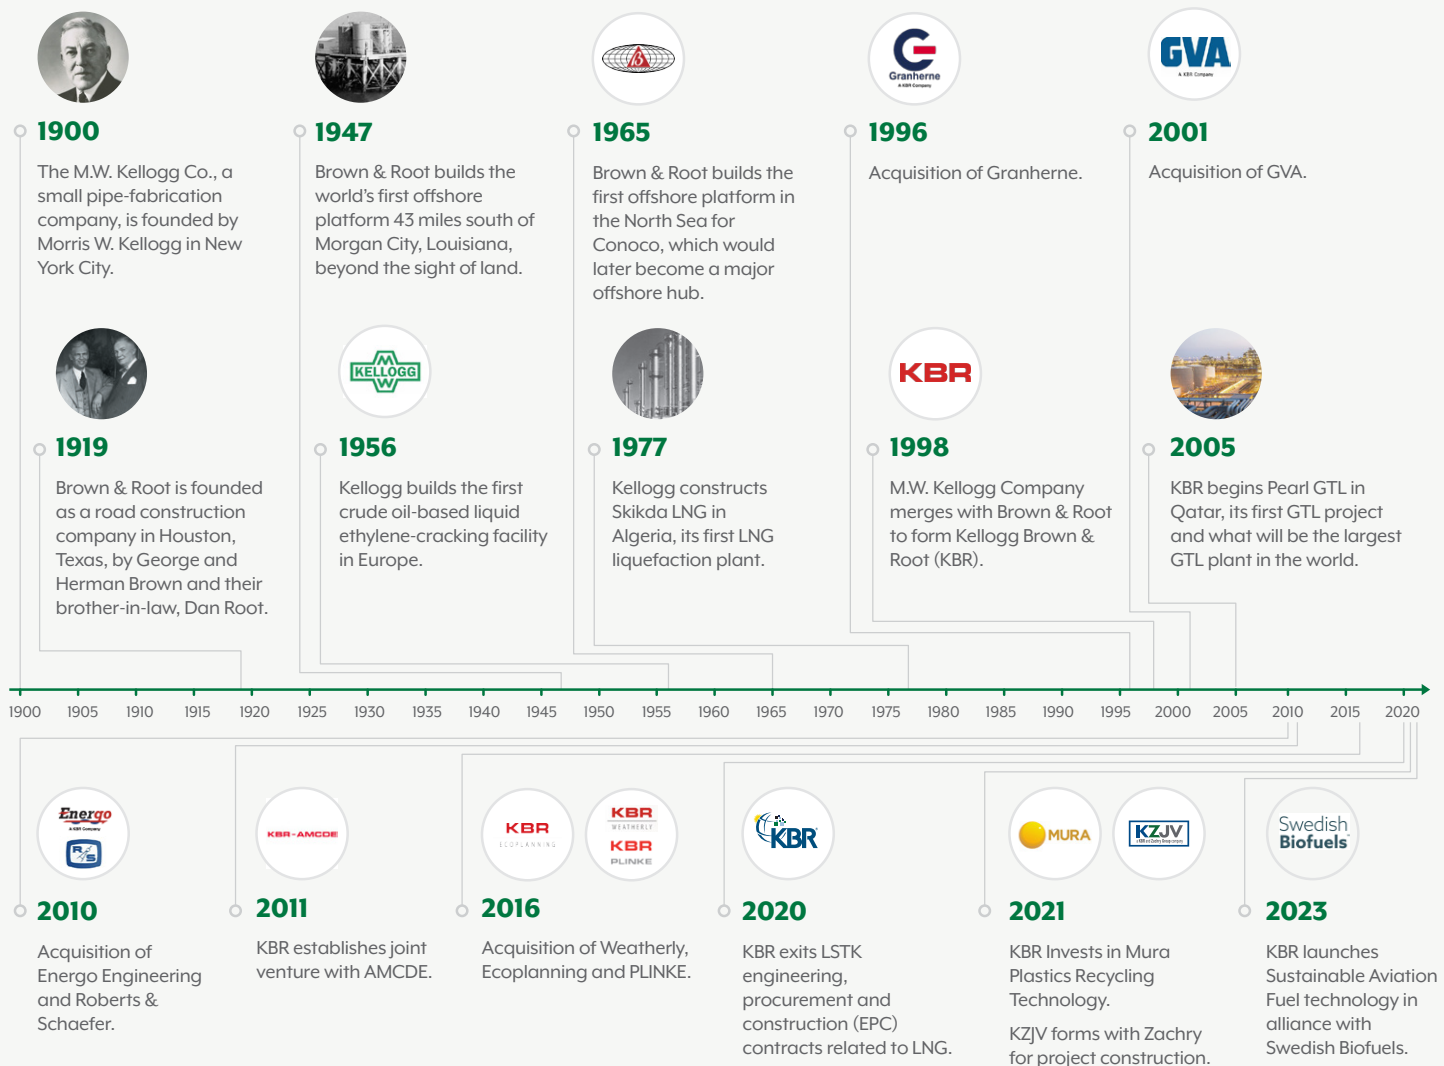 Granherne
A KBR Company
GVA
A KBR Company
1900
The M.W. Kellogg Co., a
small pipe-fabrication
company, is founded by
Morris W. Kellogg in New
York City.
1947
Brown & Root builds the
world's first offshore
platform 43 miles south of
Morgan City, Louisiana,
beyond the sight of land.
1965
Brown & Root builds the
first offshore platform in
the North Sea for
Conoco, which would
later become a major
offshore hub.
1996
Acquisition of Granherne.
2001
Acquisition of GVA.
1919
Brown & Root is founded
as a road construction
company in Houston,
Texas, by George and
Herman Brown and their
brother-in-law, Dan Root.
M W
KELLOGG
1956
Kellogg builds the first
crude oil-based liquid
ethylene-cracking facility
in Europe.
1977
Kellogg constructs
Skikda LNG in
Algeria, its first LNG
liquefaction plant.
KBR
1998
M.W. Kellogg Company
merges with Brown & Root
to form Kellogg Brown &
Root (KBR).
2005
KBR begins Pearl GTL in
Qatar, its first GTL project
and what will be the largest
GTL plant in the world.
1900 1905 1910 1915 1920 1925 1930 1935 1940 1945 1950 1955 1960 1965 1970 1975 1980 1985 1990 1995 2000 2005 2010 2015 2020
Energo
A KBR Company
R S
2010
Acquisition of
Energo Engineering
and Roberts &
Schaefer.
KBR-AMCDE
2011
KBR establishes joint
venture with AMCDE.
KBR
ECOPLANNING
KBR
WEATHERLY
KBR
PLINKE
2016
Acquisition of Weatherly,
Ecoplanning and PLINKE.
KBR
2020
KBR exits LSTK
engineering,
procurement and
construction (EPC)
contracts related to LNG.
MURA
KZJV
a KBR and Zachry Group company
2021
KBR Invests in Mura
Plastics Recycling
Technology.
KZJV forms with Zachry
for project construction.
Swedish
Biofuels
2023
KBR launches
Sustainable Aviation
Fuel technology in
alliance with
Swedish Biofuels.